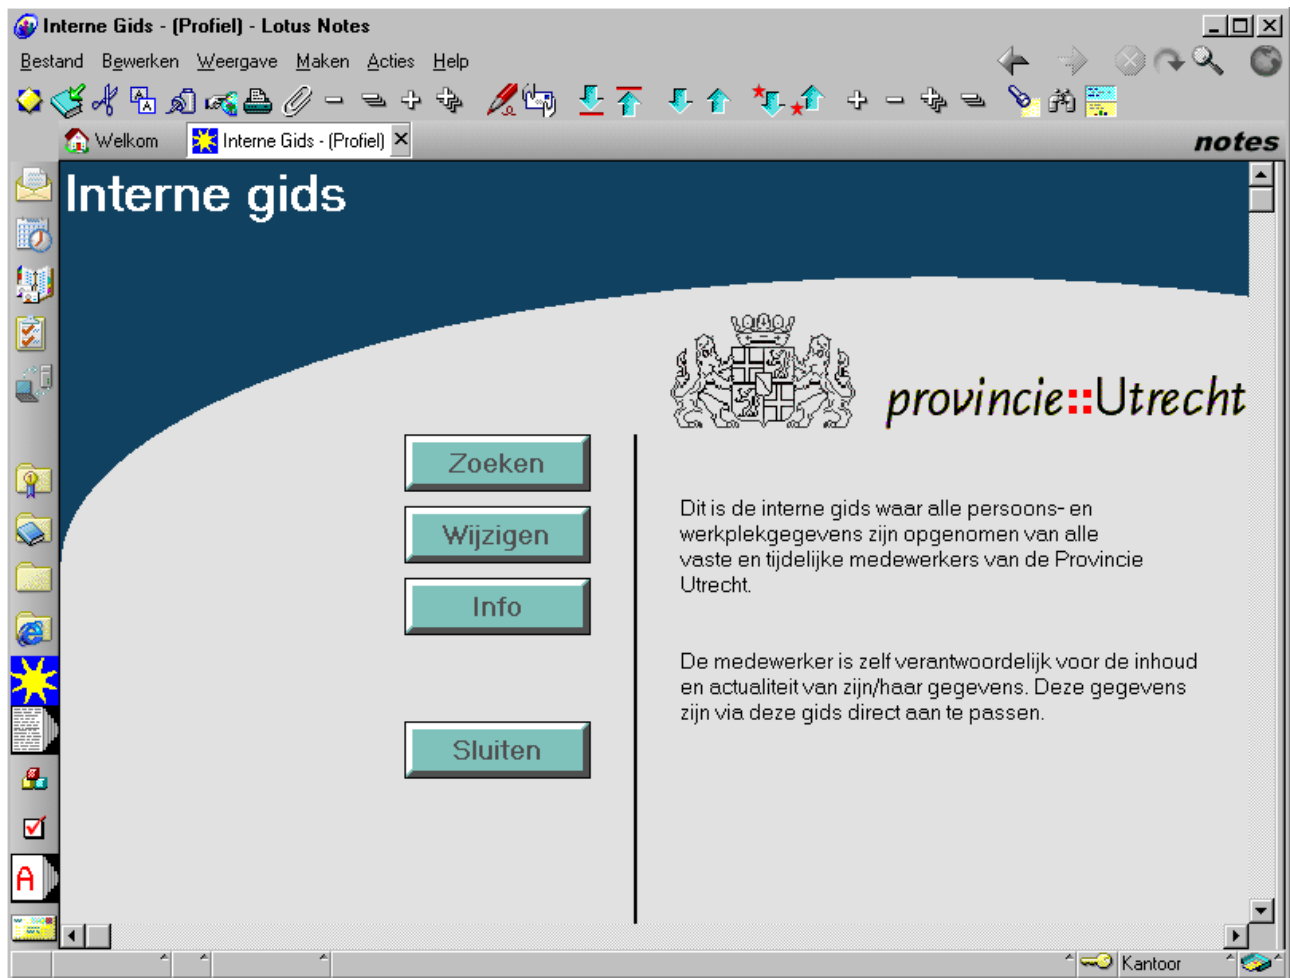 Interne Gids - (Profiel) - Lotus Notes
Bestand Bewerken Weergave Maken Acties Help
Welkom
Interne Gids - (Profiel)
notes
Interne gids
provincie::Utrecht
Zoeken
Wijzigen
Info
Sluiten
Dit is de interne gids waar alle persoons- en
werkplekgegevens zijn opgenomen van alle
vaste en tijdelijke medewerkers van de Provincie
Utrecht.
De medewerker is zelf verantwoordelijk voor de inhoud
en actualiteit van zijn/haar gegevens. Deze gegevens
zijn via deze gids direct aan te passen.
A
Kantoor